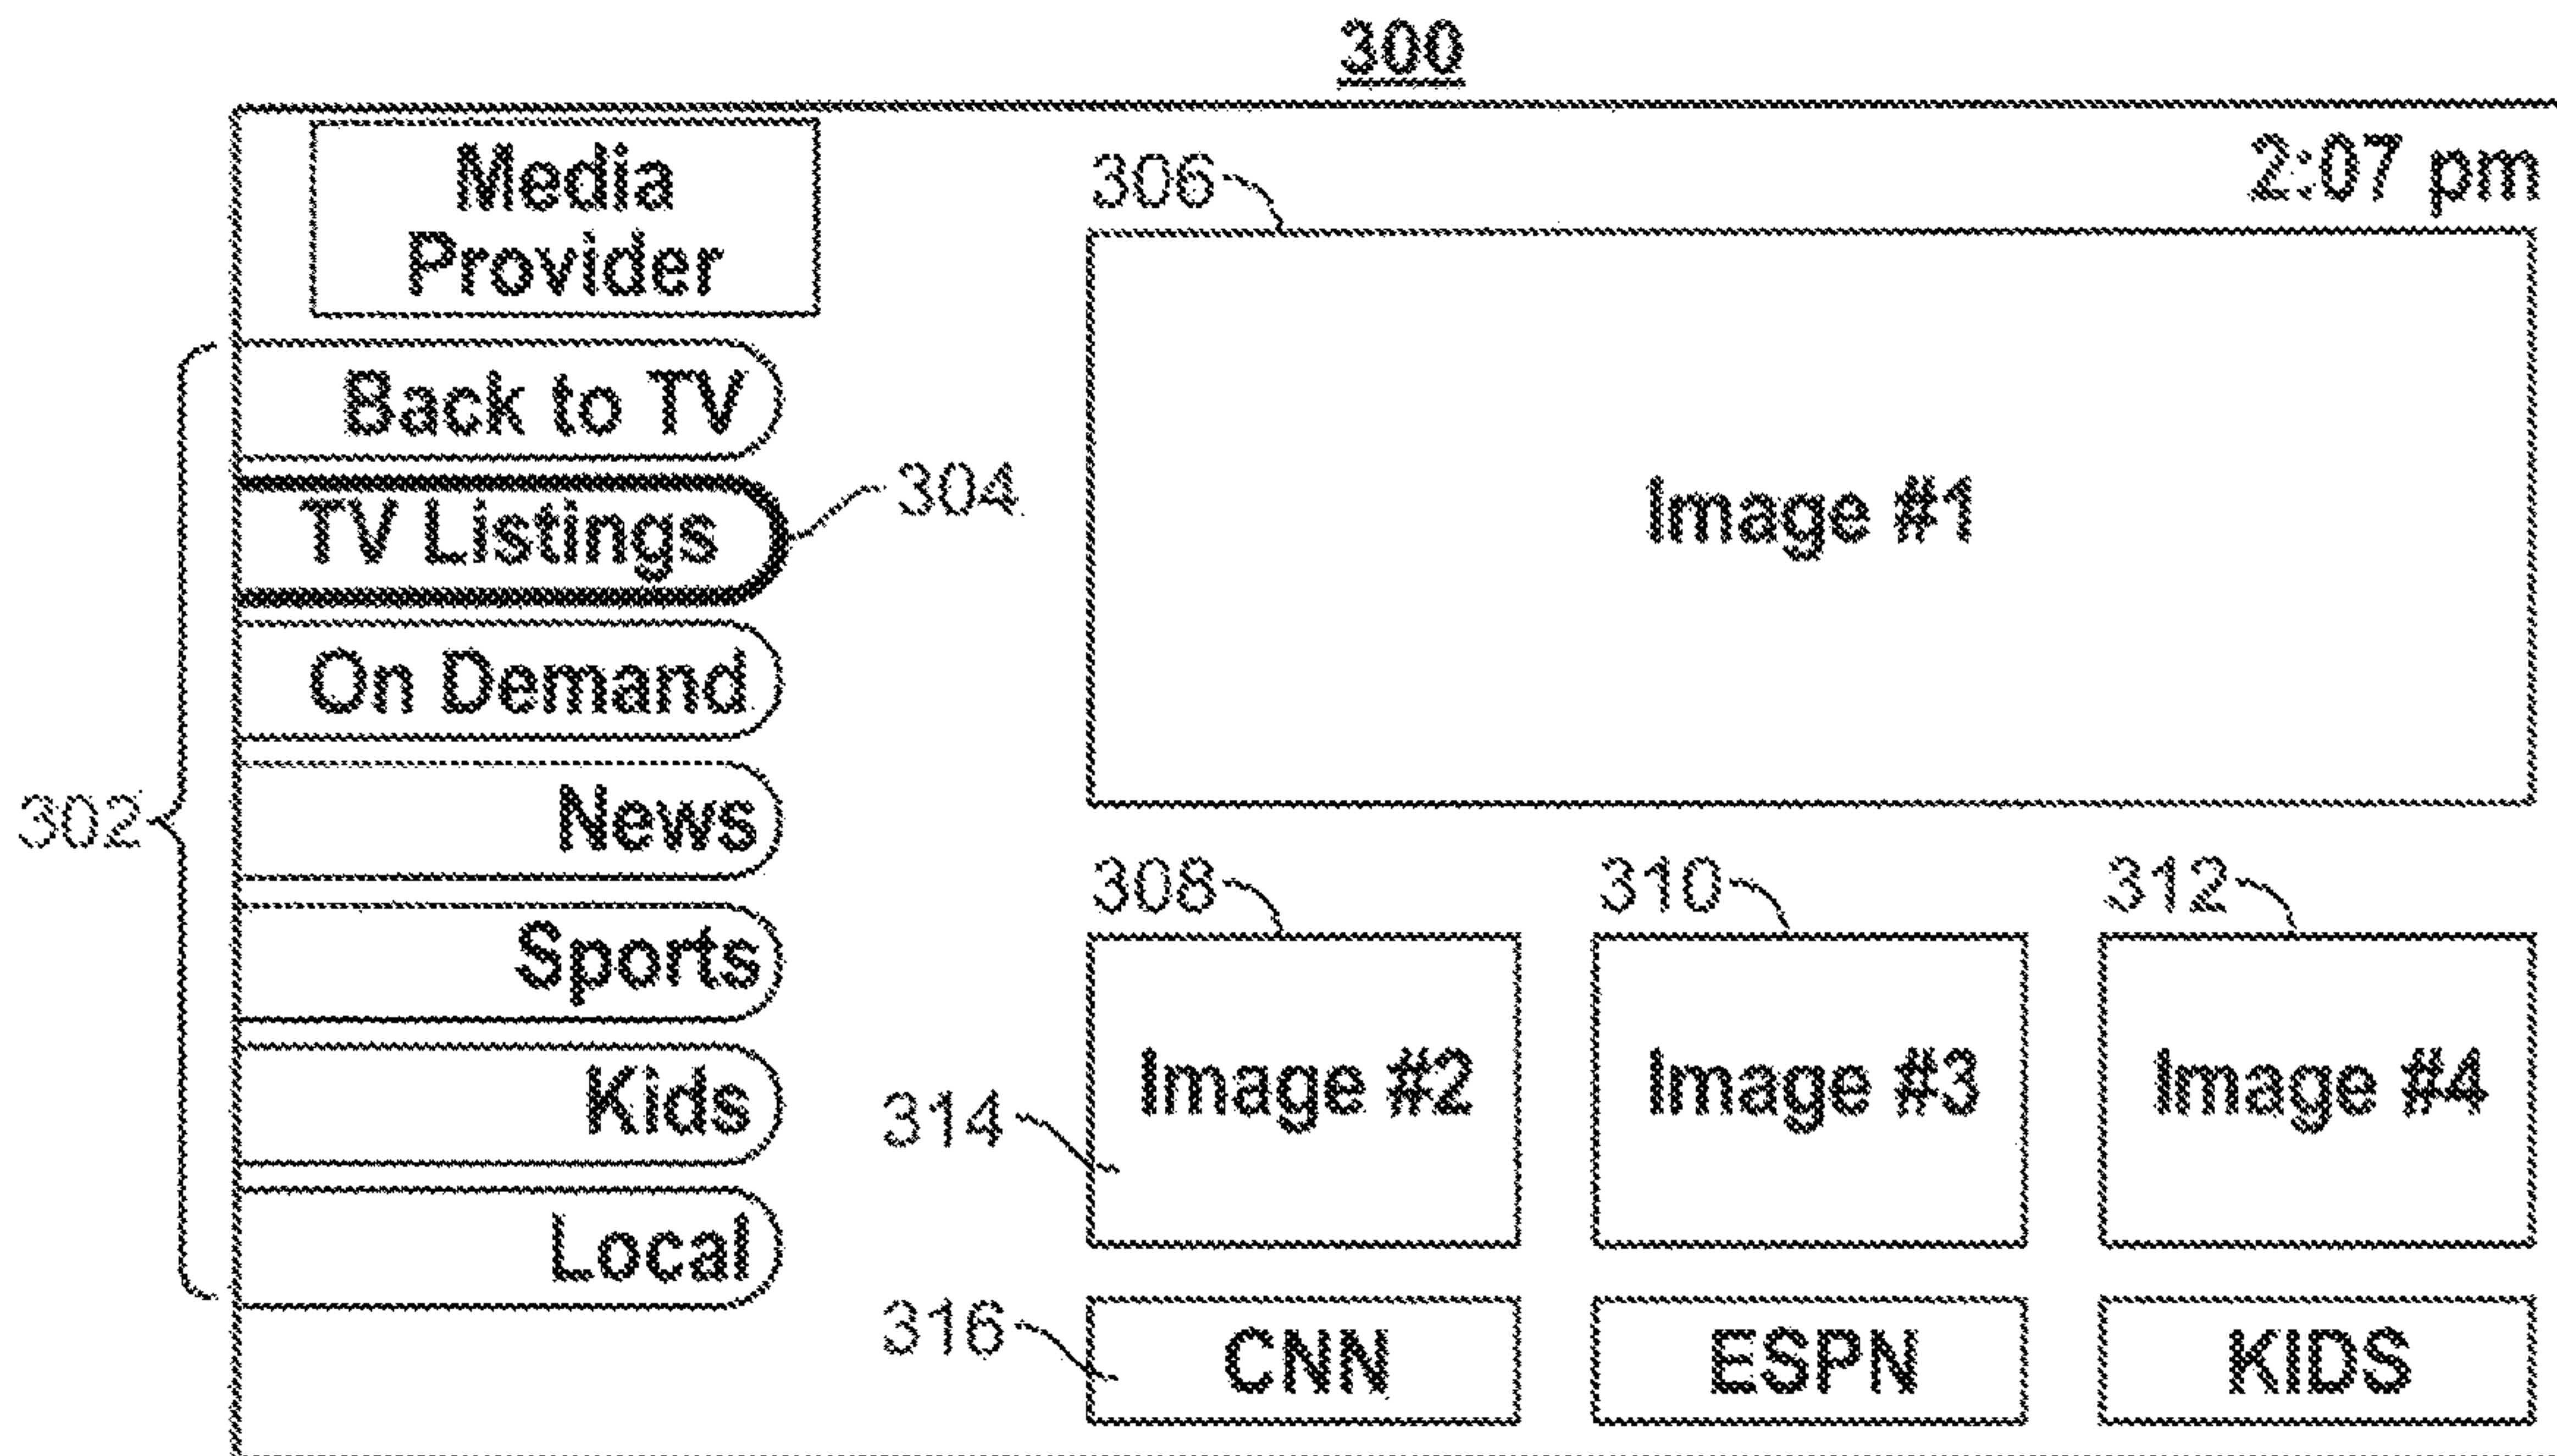 300
Media
Provider
2:07 pm
306
Back to TV
304
TV Listings
Image #1
On Demand
302
News
308
310
312
Sports
314
Image #2
Image #3
Image #4
Kids
Local
316
CNN
ESPN
KIDS